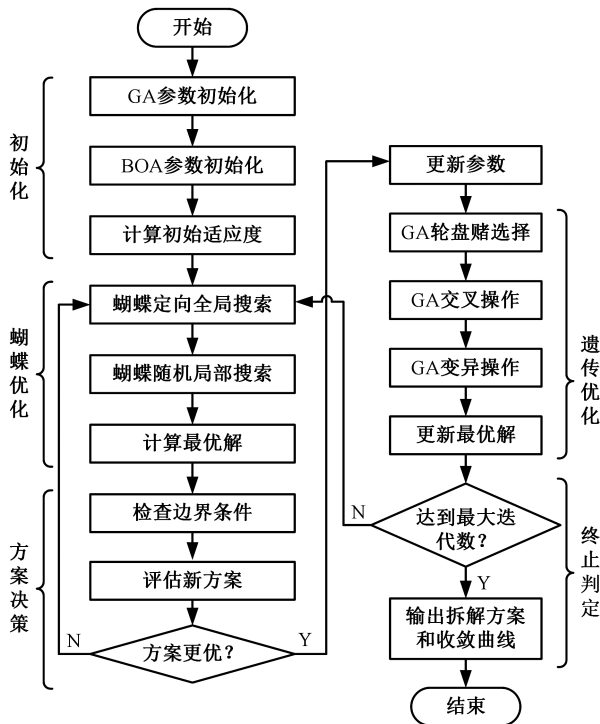 开始
初始化
GA参数初始化
BOA参数初始化
计算初始适应度
蝴蝶优化
蝴蝶定向全局搜索
蝴蝶随机局部搜索
计算最优解
方案决策
检查边界条件
评估新方案
方案更优？
N
Y
更新参数
遗传优化
GA轮盘赌选择
GA交叉操作
GA变异操作
更新最优解
终止判定
达到最大迭
代数？
N
Y
输出拆解方案
和收敛曲线
结束